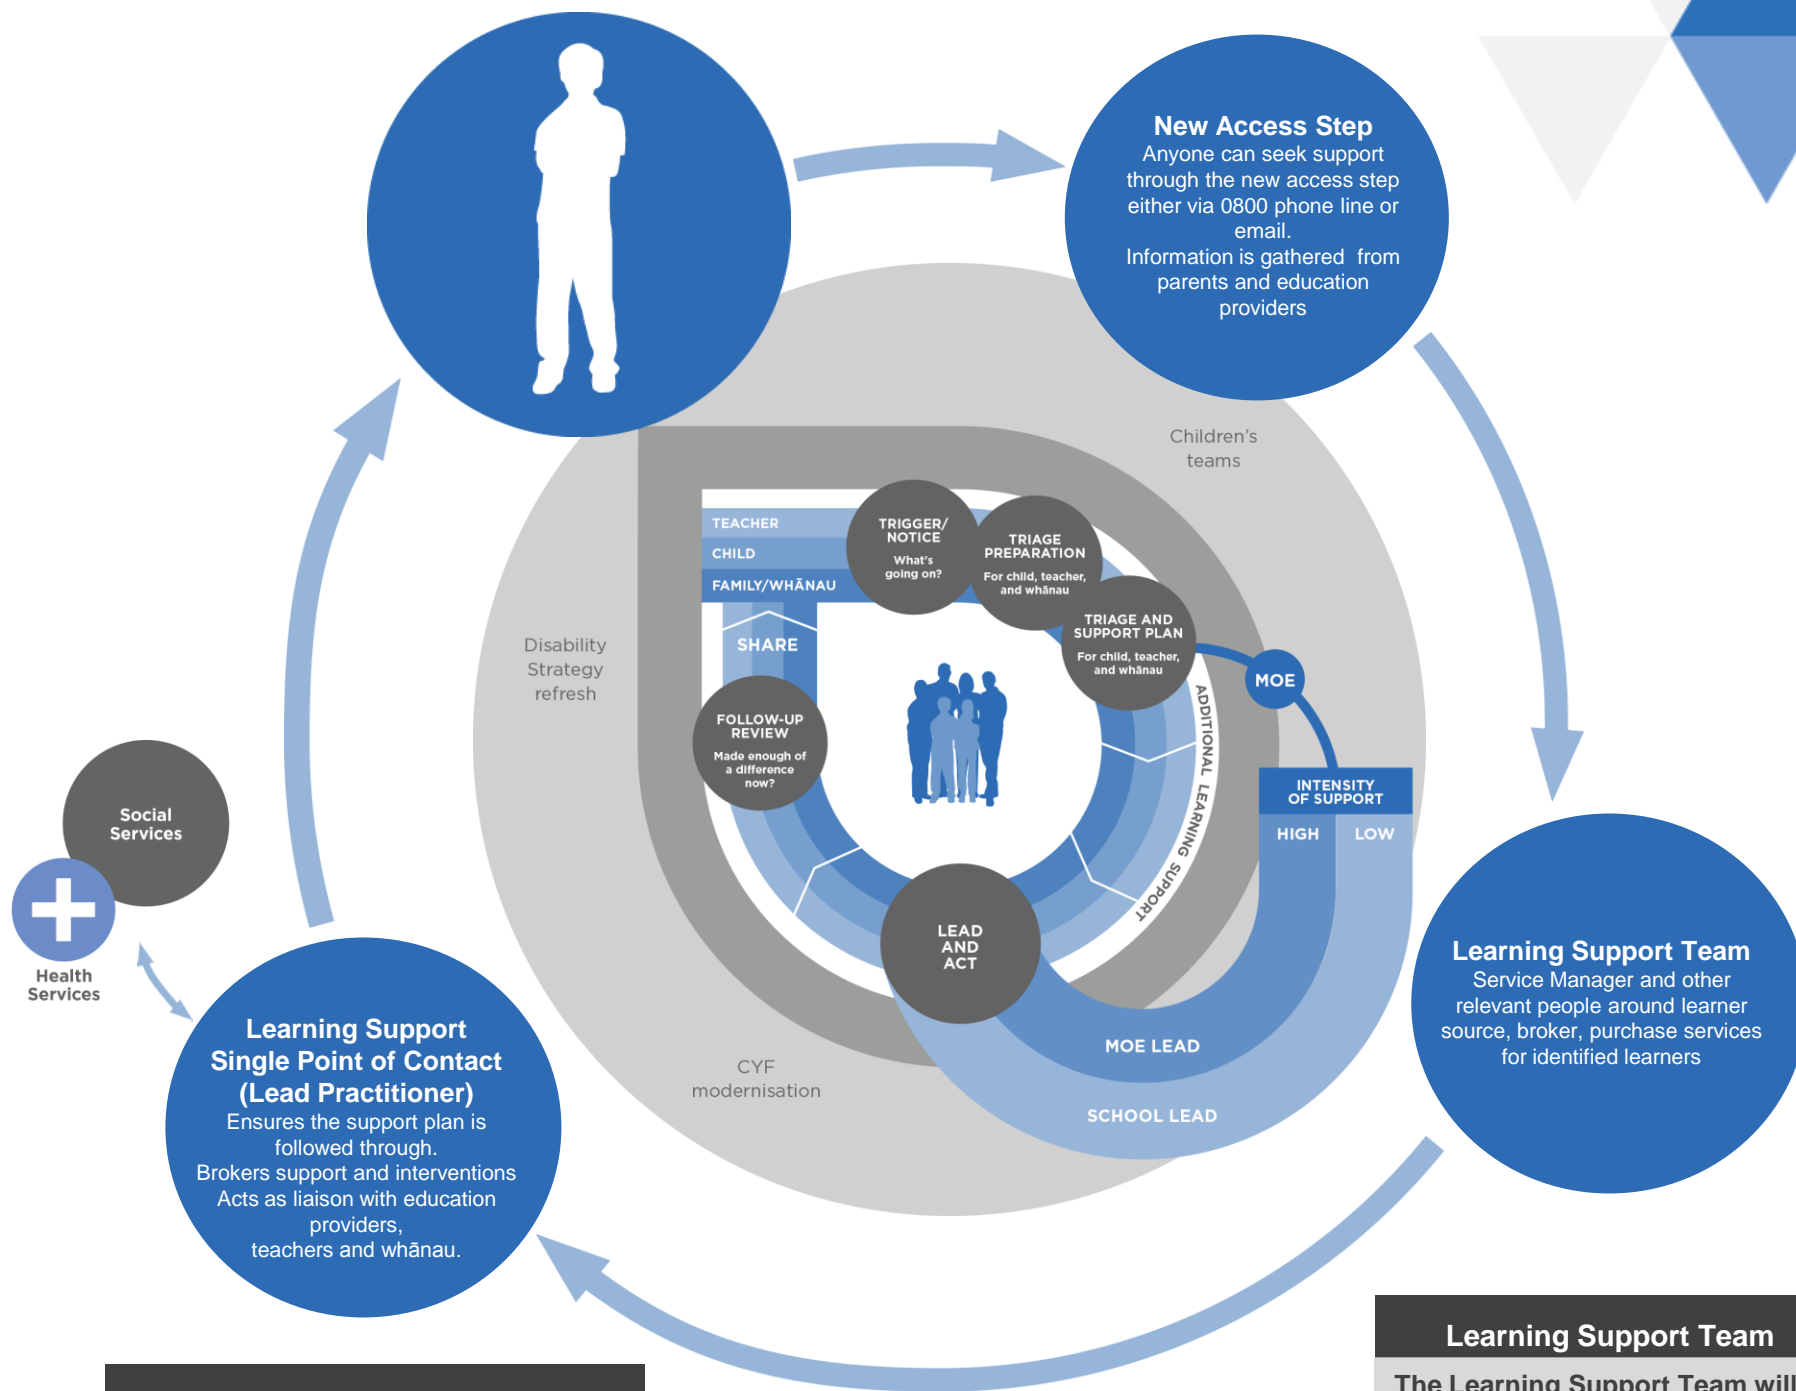 New Access Step
Anyone can seek support
through the new access step
either via 0800 phone line or
email.
Information is gathered from
parents and education
providers
Children's
teams
TEACHER
CHILD
FAMILY/WHĀNAU
TRIGGER/
NOTICE
What's
going on?
TRIAGE
PREPARATION
For child, teacher,
and whānau
TRIAGE AND
SUPPORT PLAN
For child, teacher,
and whānau
MOE
ADDITIONAL LEARNING SUPPORT
INTENSITY
OF SUPPORT
HIGH
LOW
SHARE
Disability
Strategy
refresh
FOLLOW-UP
REVIEW
Made enough of
a difference
now?
LEAD
AND
ACT
MOE LEAD
SCHOOL LEAD
CYF
modernisation
Social
Services
Health
Services
Learning Support Team
Service Manager and other
relevant people around learner
source, broker, purchase services
for identified learners
Learning Support
Single Point of Contact
(Lead Practitioner)
Ensures the support plan is
followed through.
Brokers support and interventions
Acts as liaison with education
providers,
teachers and whānau.
Learning Support Team
The Learning Support Team will